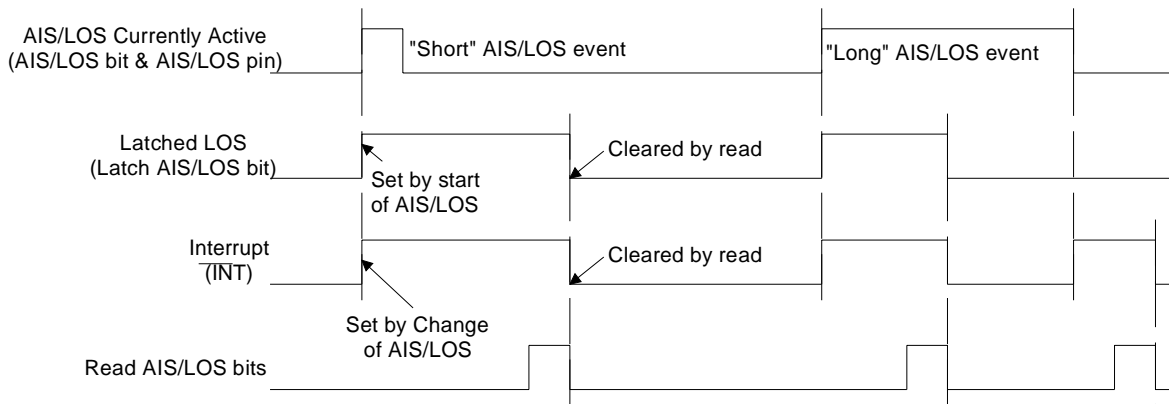 AIS/LOS Currently Active
(AIS/LOS bit & AIS/LOS pin)
"Short" AIS/LOS event
"Long" AIS/LOS event
Latched LOS
(Latch AIS/LOS bit)
Cleared by read
Set by start
of AIS/LOS
Interrupt
(INT)
Cleared by read
Set by Change
of AIS/LOS
Read AIS/LOS bits